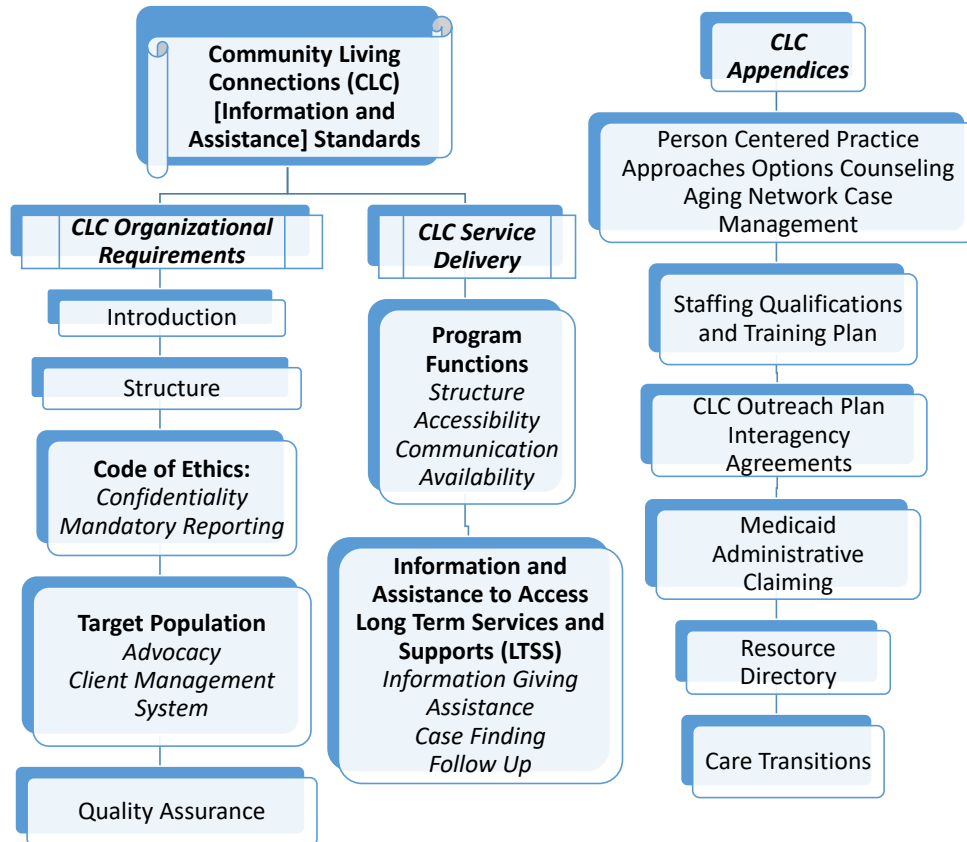 Community Living
Connections (CLC)
[Information and
Assistance] Standards
CLC Organizational
Requirements
Introduction
Structure
Code of Ethics:
Confidentiality
Mandatory Reporting
Target Population
Advocacy
Client Management
System
Quality Assurance
CLC Service
Delivery
Program
Functions
Structure
Accessibility
Communication
Availability
Information and
Assistance to Access
Long Term Services and
Supports (LTSS)
Information Giving
Assistance
Case Finding
Follow Up
CLC
Appendices
Person Centered Practice
Approaches Options Counseling
Aging Network Case
Management
Staffing Qualifications
and Training Plan
CLC Outreach Plan
Interagency
Agreements
Medicaid
Administrative
Claiming
Resource
Directory
Care Transitions